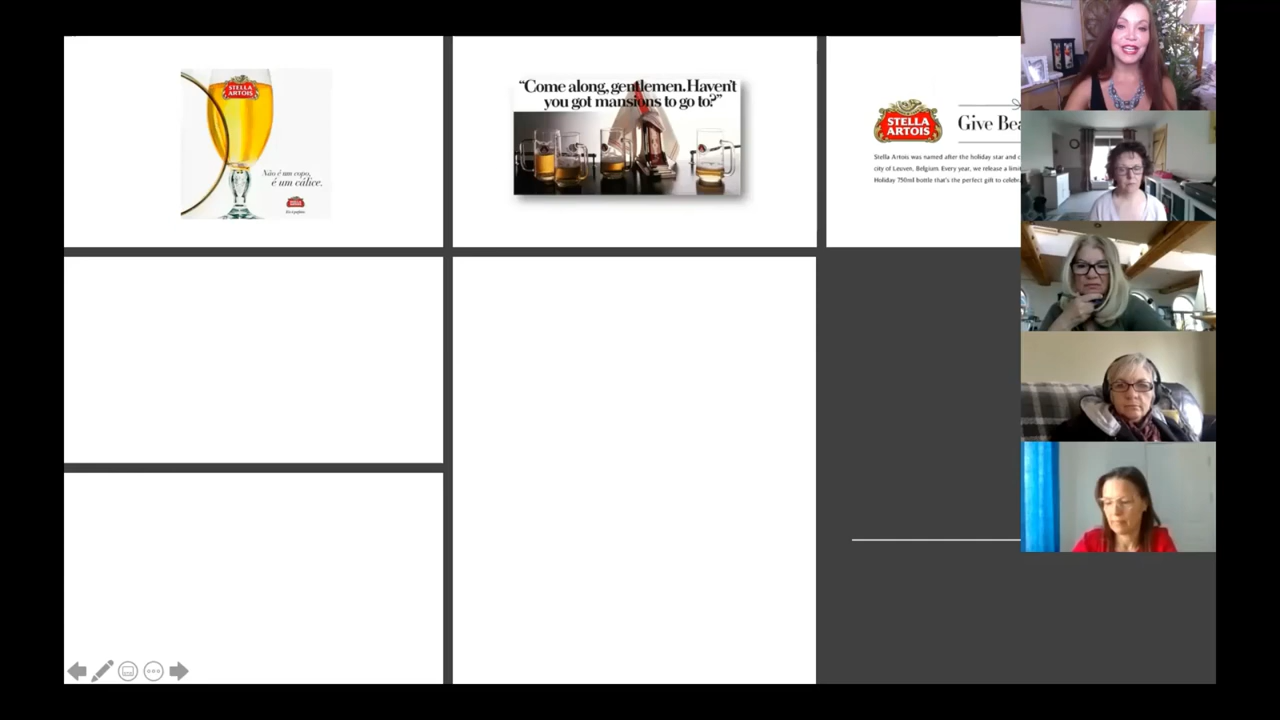 STELLA
ARTOIS
Não é um copo,
é um cálice.
“Come along, gentlemen. Haven't
you got mansions to go to?”
STELLA
ARTOIS
Give Bea
Stella Artois was named after the holiday star and c
city of Leuven, Belgium. Every year, we release a limi
Holiday 750ml bottle that's the perfect gift to celebr